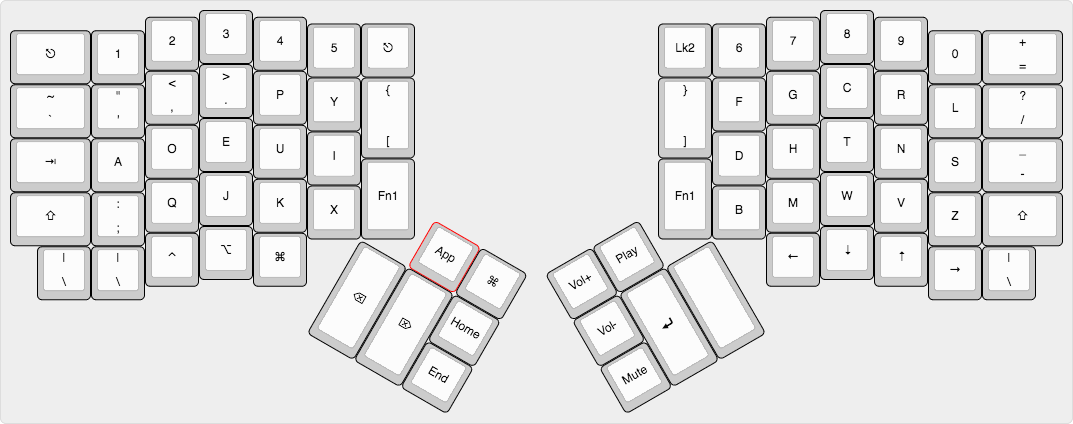 ⎋ 1 2 3 4 5 ⎋
~ " < > P Y {
` ' , . [
⇥ A O E U I
⇧ : Q J K X Fn1
;
| | ^ ⌥ ⌘
\ \
App ⌘
⌫ ⌦ Home
End
Lk2 6 7 8 9 0 +
=
} F G C R L ?
] /
D H T N S _
-
Fn1 B M W V Z ⇧
← ↓ ↑ → |
\
Vol+ Play
Vol- ↵
Mute